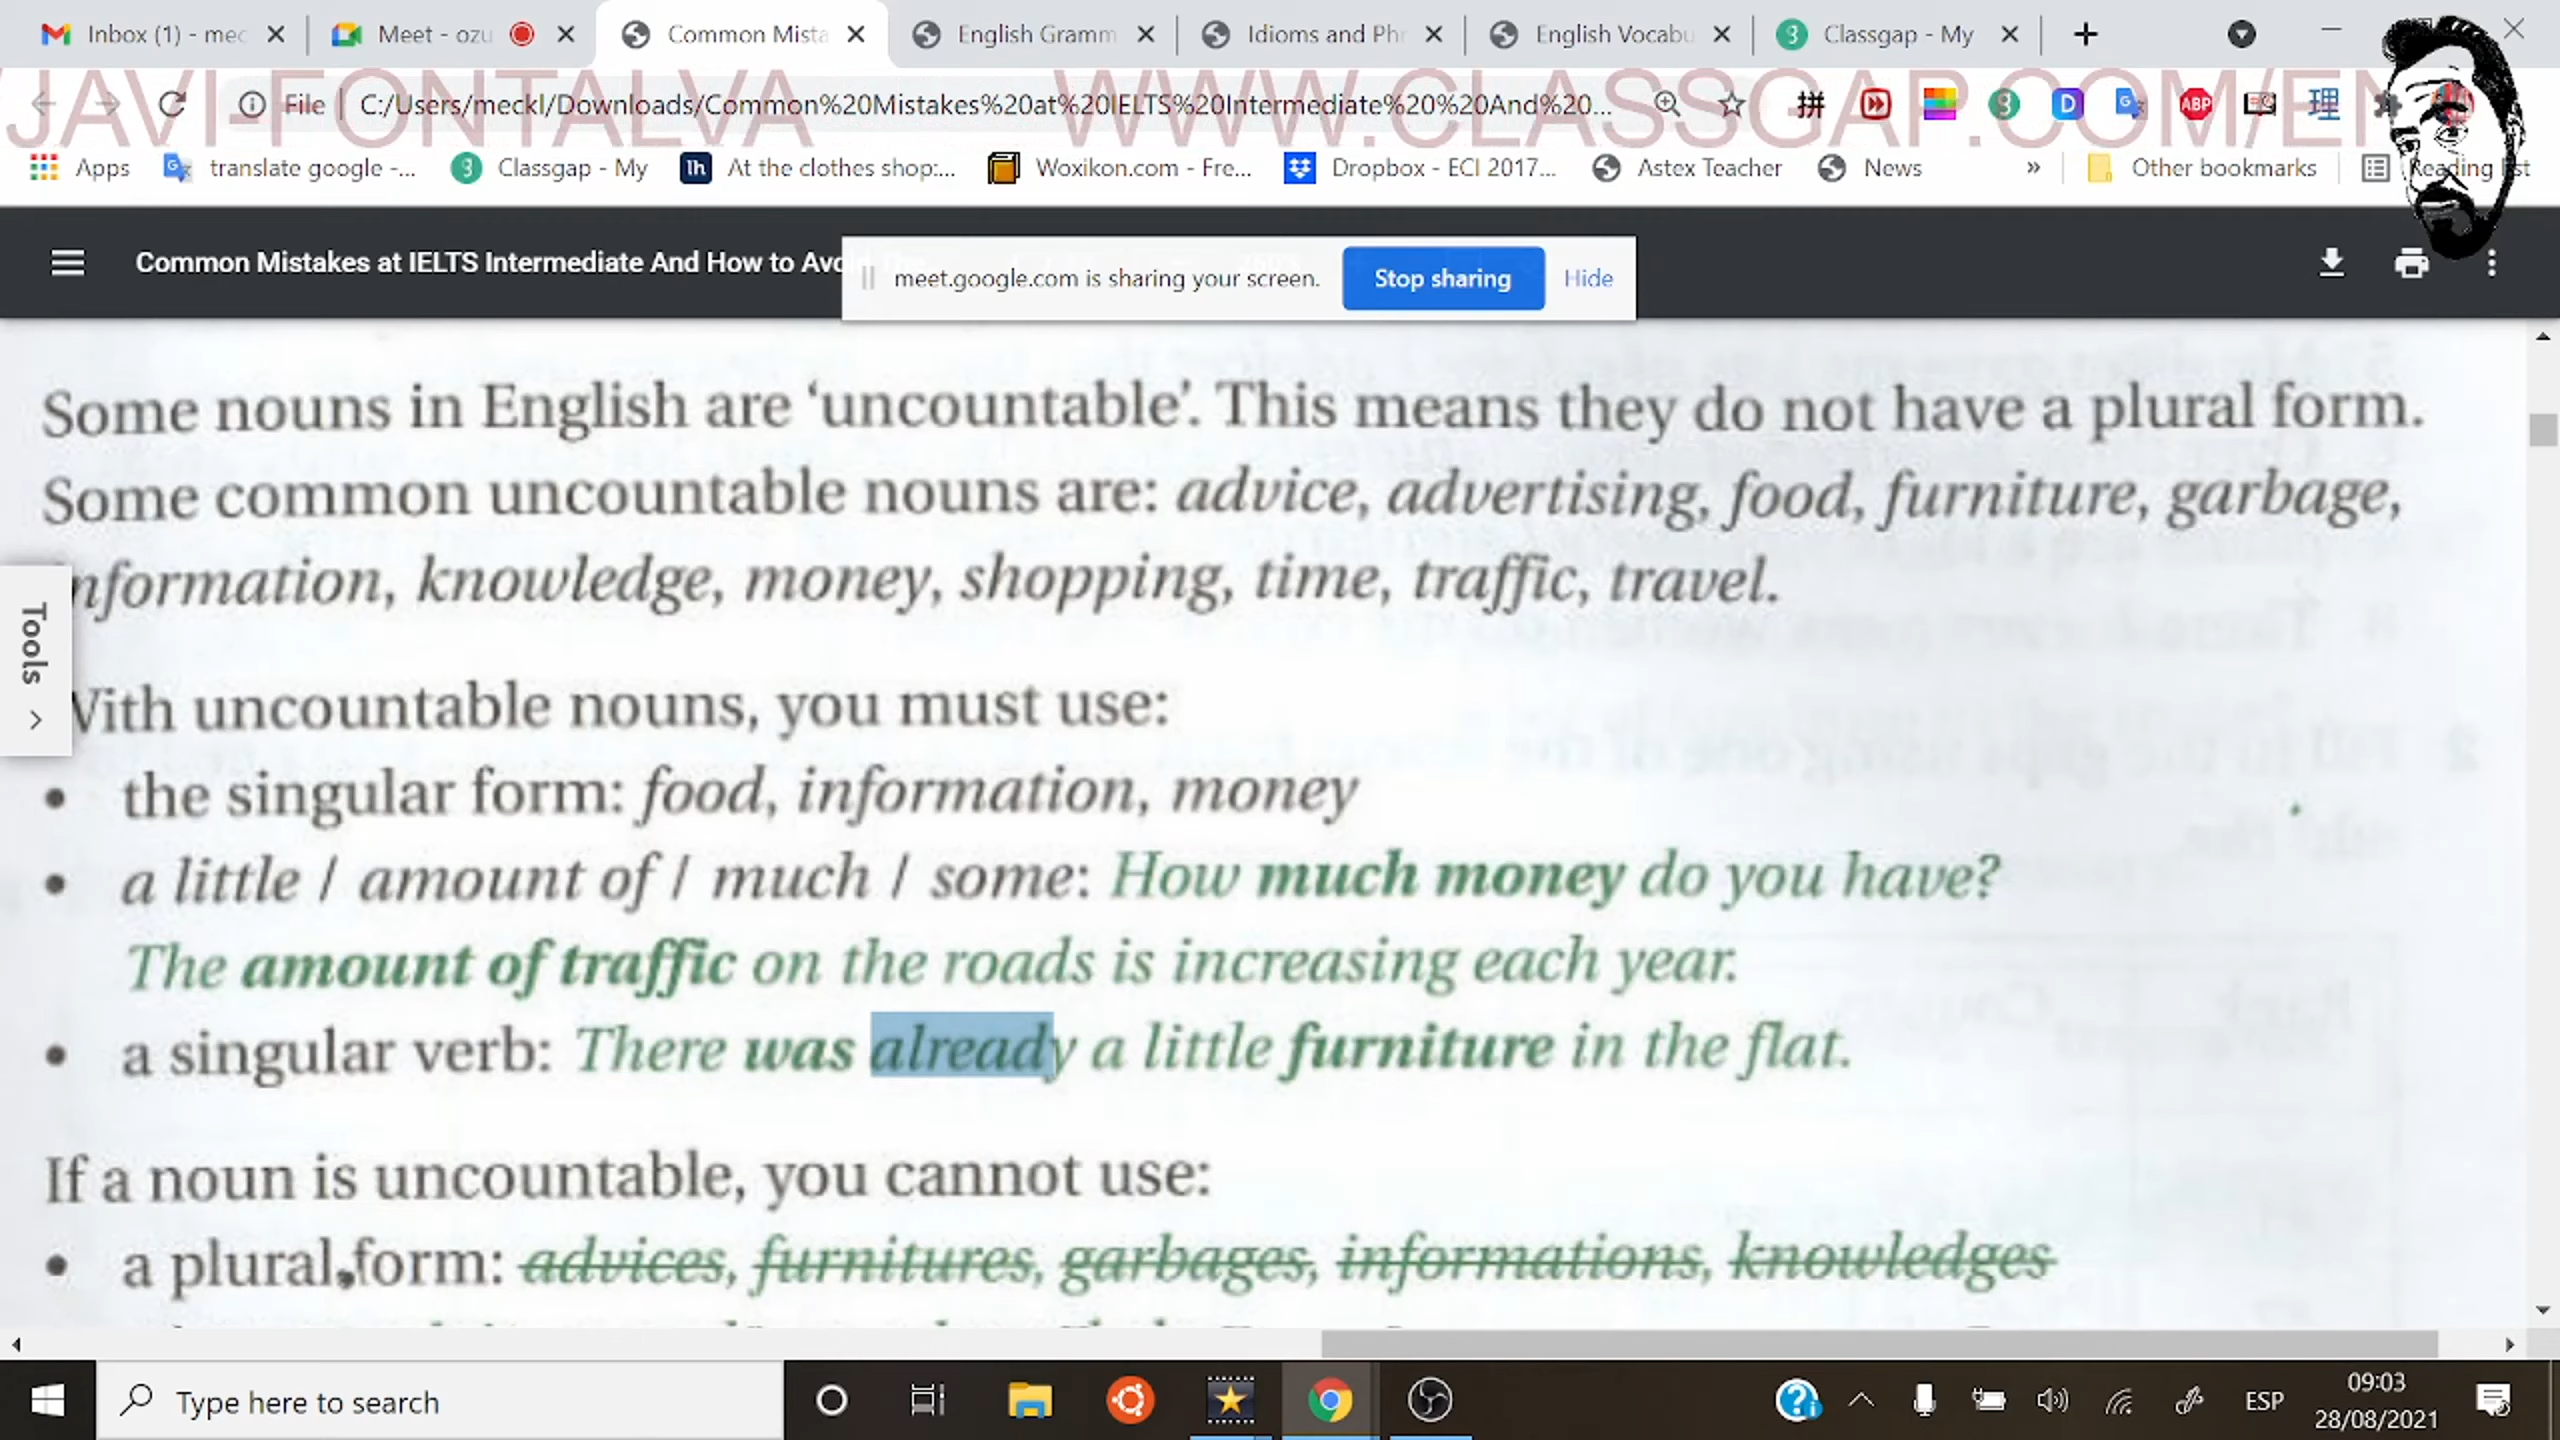 Inbox (1) - mec
Meet - ozu
Common Mista
English Gramm
Idioms and Phr
English Vocabu
Classgap - My
JAVI-FONTALVA WWW.CLASSGAP.COM/EN
File
C:/Users/meckl/Downloads/Common%20Mistakes%20at%20IELTS%20Intermediate%20%20And%20...
Apps
translate google -...
Classgap - My
At the clothes shop:...
Woxikon.com - Fre...
Dropbox - ECI 2017...
Astex Teacher
News
»
Other bookmarks
Reading list
Common Mistakes at IELTS Intermediate And How to Avo
meet.google.com is sharing your screen.
Stop sharing
Hide
Some nouns in English are ‘uncountable’. This means they do not have a plural form.
Some common uncountable nouns are: advice, advertising, food, furniture, garbage,
nformation, knowledge, money, shopping, time, traffic, travel.
Tools
With uncountable nouns, you must use:
• the singular form: food, information, money
• a little / amount of / much / some: How much money do you have?
The amount of traffic on the roads is increasing each year.
• a singular verb: There was already a little furniture in the flat.
If a noun is uncountable, you cannot use:
• a plural form: advices, furnitures, garbages, informations, knowledges
Type here to search
ESP
09:03
28/08/2021